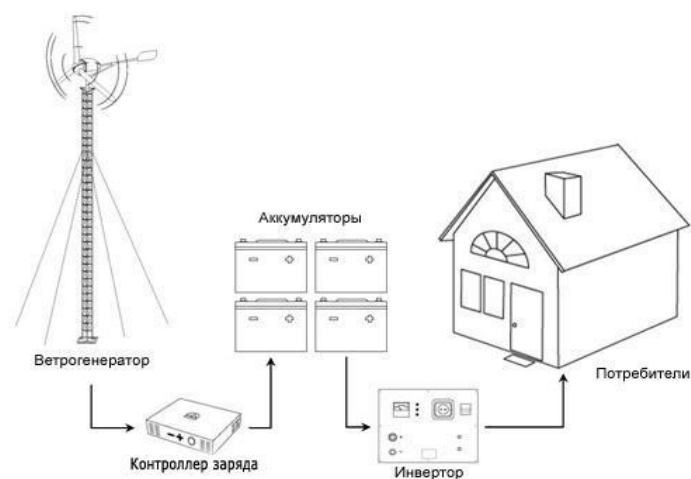 Аккумуляторы
Ветрогенератор
Потребители
Контроллер заряда
Инвертор